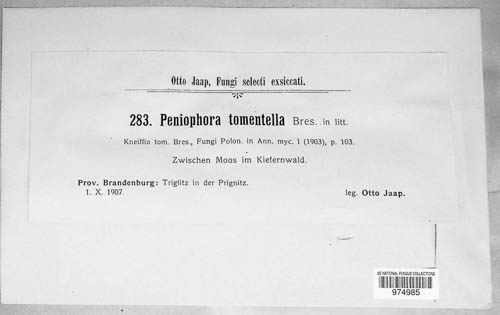 Otto Jaap, Fungi selecti exsiccati.
283. Peniophora tomentella Bres. in litt.
Kneiffia tom. Bres., Fungi Polon. in Ann. myc. I (1903), p. 103.
Zwischen Moos im Kiefernwald.
Prov. Brandenburg: Triglitz in der Prignitz.
1. X. 1907. leg. Otto Jaap.
US NATIONAL FUNGUS COLLECTIONS
974985